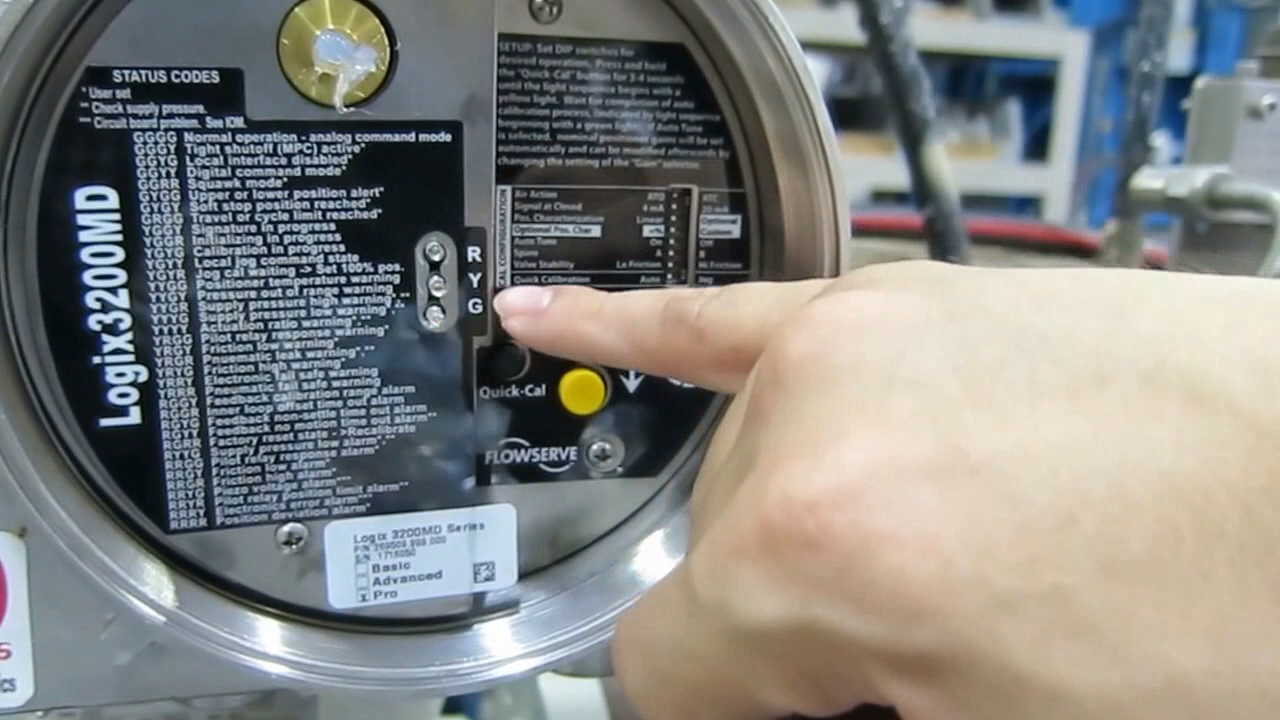 STATUS CODES
* User set
** Check supply pressure.
*** Circuit board problem. See IOM.
GGGG Normal operation - analog command mode
GGGY Tight shutoff (MPC) active*
GGYG Local interface disabled*
GGYY Digital command mode*
GGRR Squawk mode*
GYGG Upper or lower position alert*
GYGY Soft stop position reached*
GRGG Travel or cycle limit reached*
YGGY Signature in progress
YGGR Initializing in progress
YGYG Calibration in progress
YGYY Local jog command state
YGYR Jog cal waiting -> Set 100% pos.
YGGG Positioner temperature warning
YYGY Pressure out of range warning
YYGR Supply pressure high warning
YYYG Supply pressure low warning
YYYY Actuation ratio warning
YRGG Pilot relay response warning
YRGY Friction low warning
YRGR Pneumatic leak warning
YRYG Friction high warning
YRRY Electronic fail safe warning
YRRR Pneumatic fail safe warning
Feedback calibration range alarm
RGGR Inner loop offset time out alarm
RGYG Feedback non-settle time out alarm
RGYY Feedback no motion time out alarm
RGRR Factory reset state -> Recalibrate
RYYG Supply pressure low alarm
RRGG Pilot relay response alarm
RRGY Friction low alarm
RRGR Friction high alarm
RRYG Piezo voltage alarm
RRYR Pilot relay position limit alarm
RRRY Electronics error alarm
RRRR Position deviation alarm
Logix3200MD
R
Y
G
SETUP: Set DIP switches for
desired operation. Press and hold
the "Quick-Cal" button for 3-4 seconds
until the light sequence begins with a
yellow light. Wait for completion of auto
calibration process, (indicated by light sequence
beginning with a green light). If Auto Tune
is selected, nominal gains will be set
automatically and can be modified afterwards by
changing the setting of the "Gain" selector.
CONFIGURATION
Air Action ATO ATC
Signal at Closed 4 mA 20 mA
Pos. Characterization Linear Optional
Optional Pos. Char =% Custom
Auto Tune On Off
Spare A B
Valve Stability Lo Friction Hi Friction
Quick Calibration Auto Jog
Quick-Cal
FLOWSERVE
Logix 3200MD Series
P/N 269509.999.000
S/N 1716050
Basic
Advanced
Pro